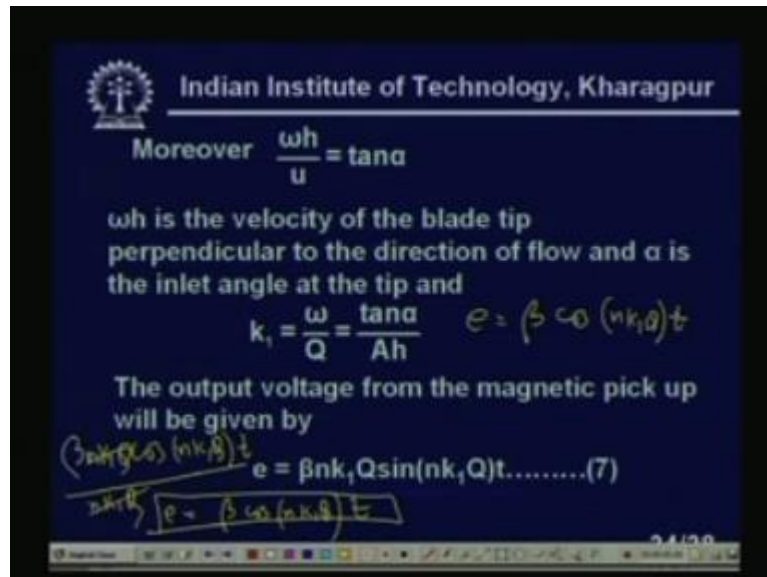 Indian Institute of Technology, Kharagpur
Moreover ωh/u = tanα
ωh is the velocity of the blade tip
perpendicular to the direction of flow and α is
the inlet angle at the tip and
k₁ = ω/Q = tanα/Ah e = β cos (nk₁Q)t
The output voltage from the magnetic pick up
will be given by
e = βnk₁Qsin(nk₁Q)t.........(7)
e = β cos (nk₁Q) t